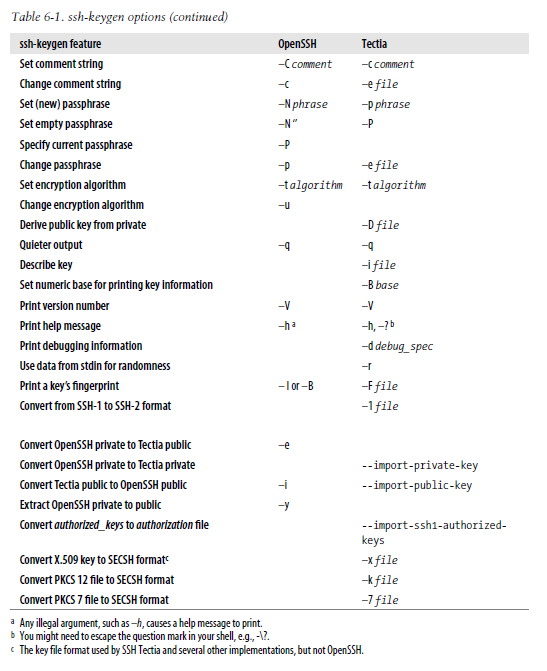 Table 6-1. ssh-keygen options (continued)
ssh-keygen feature OpenSSH Tectia
Set comment string –C comment –c comment
Change comment string –c –e file
Set (new) passphrase –N phrase –p phrase
Set empty passphrase –N " –P
Specify current passphrase –P
Change passphrase –p –e file
Set encryption algorithm –t algorithm –t algorithm
Change encryption algorithm –u
Derive public key from private –D file
Quieter output –q –q
Describe key –i file
Set numeric base for printing key information –B base
Print version number –V –V
Print help message –h a –h, –? b
Print debugging information –d debug_spec
Use data from stdin for randomness –r
Print a key's fingerprint –l or –B –F file
Convert from SSH-1 to SSH-2 format –1 file
Convert OpenSSH private to Tectia public –e
Convert OpenSSH private to Tectia private --import-private-key
Convert Tectia public to OpenSSH public –i --import-public-key
Extract OpenSSH private to public –y
Convert authorized_keys to authorization file --import-ssh1-authorized-
keys
Convert X.509 key to SECSH format c –x file
Convert PKCS 12 file to SECSH format –k file
Convert PKCS 7 file to SECSH format –7 file
a Any illegal argument, such as –h, causes a help message to print.
b You might need to escape the question mark in your shell, e.g., -\?.
c The key file format used by SSH Tectia and several other implementations, but not OpenSSH.